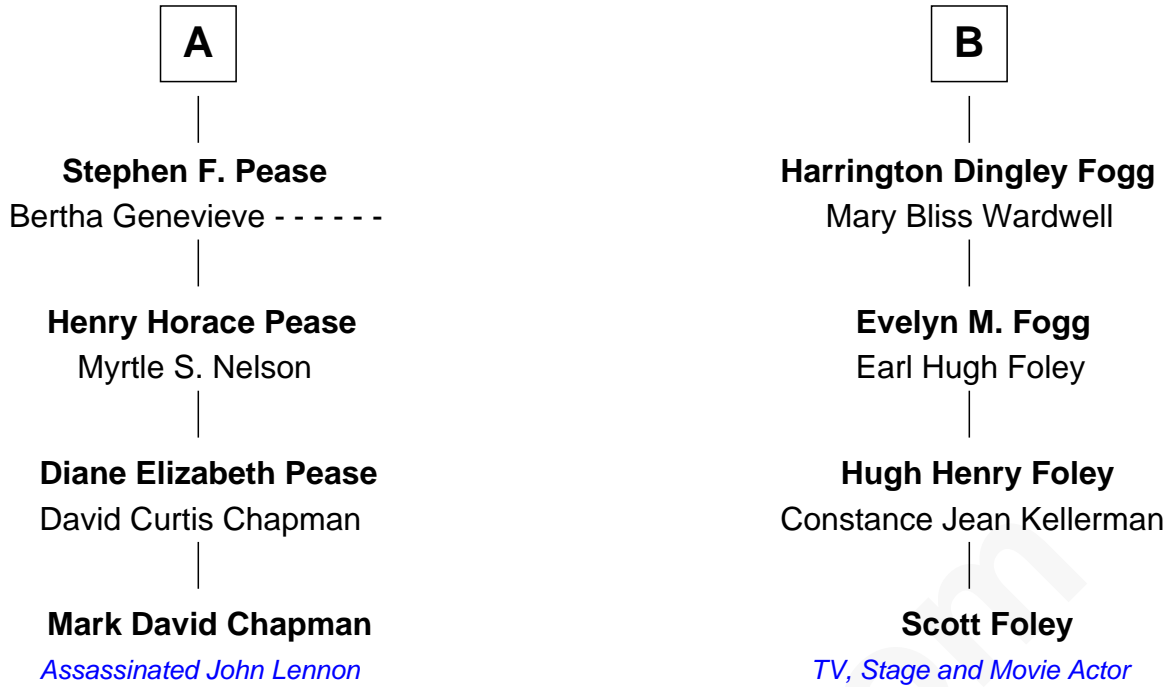 A
Stephen F. Pease
Bertha Genevieve - - - - - -
Henry Horace Pease
Myrtle S. Nelson
Diane Elizabeth Pease
David Curtis Chapman
Mark David Chapman
Assassinated John Lennon
B
Harrington Dingley Fogg
Mary Bliss Wardwell
Evelyn M. Fogg
Earl Hugh Foley
Hugh Henry Foley
Constance Jean Kellerman
Scott Foley
TV, Stage and Movie Actor